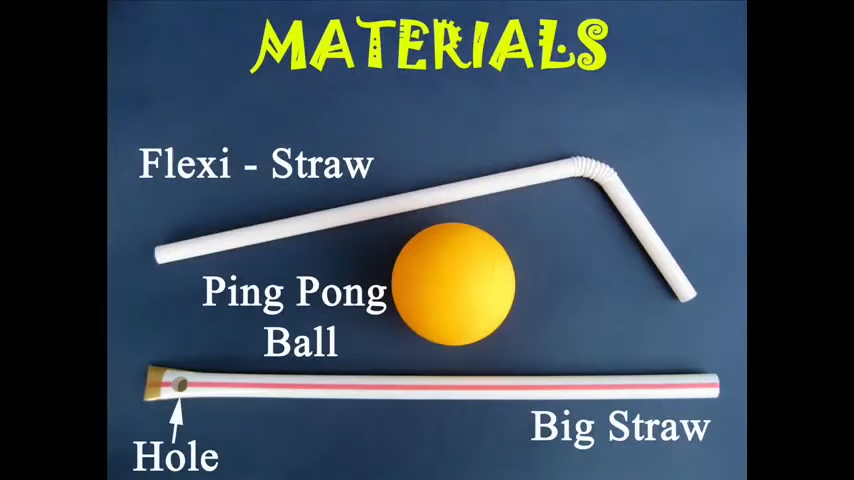 MATERIALS
Flexi - Straw
Ping Pong
Ball
Big Straw
Hole